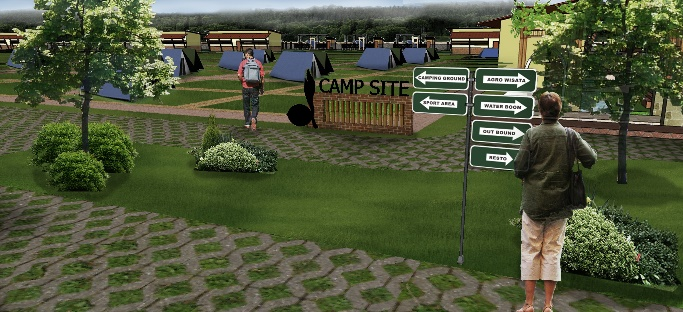 CAMP SITE
CAMPING GROUND
AGRO WISATA
SPORT AREA
WATER BOOM
OUT BOUND
RESTO